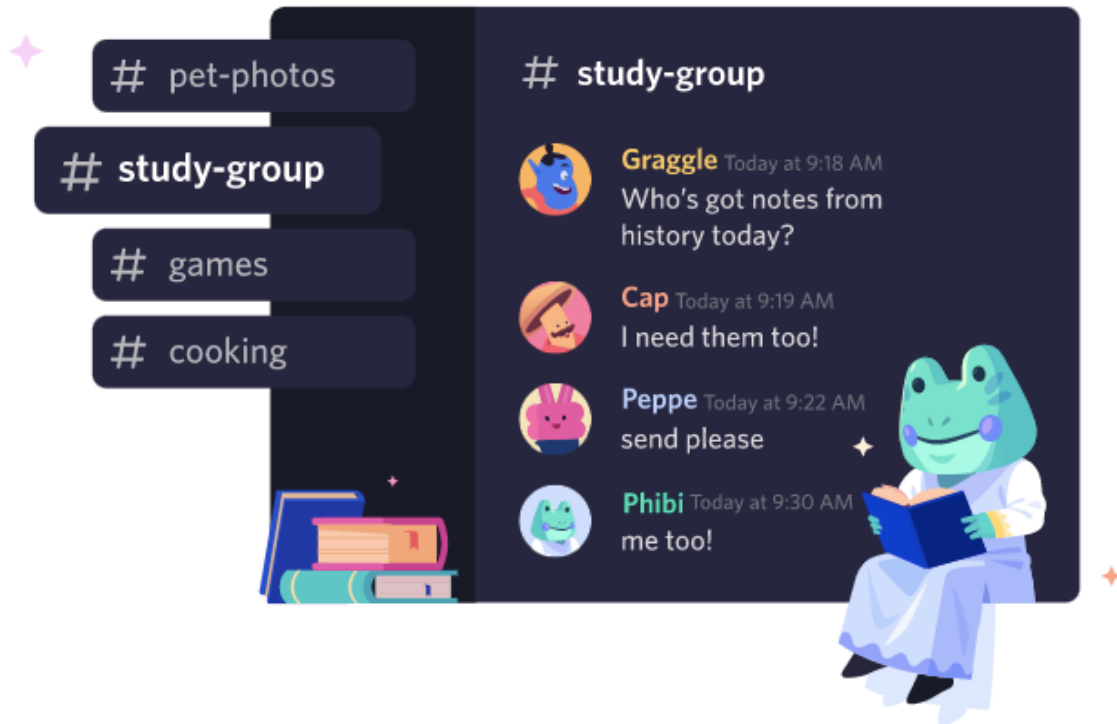 # pet-photos
# study-group
# games
# cooking
# study-group
Graggle Today at 9:18 AM
Who's got notes from
history today?
Cap Today at 9:19 AM
I need them too!
Peppe Today at 9:22 AM
send please
Phibi Today at 9:30 AM
me too!